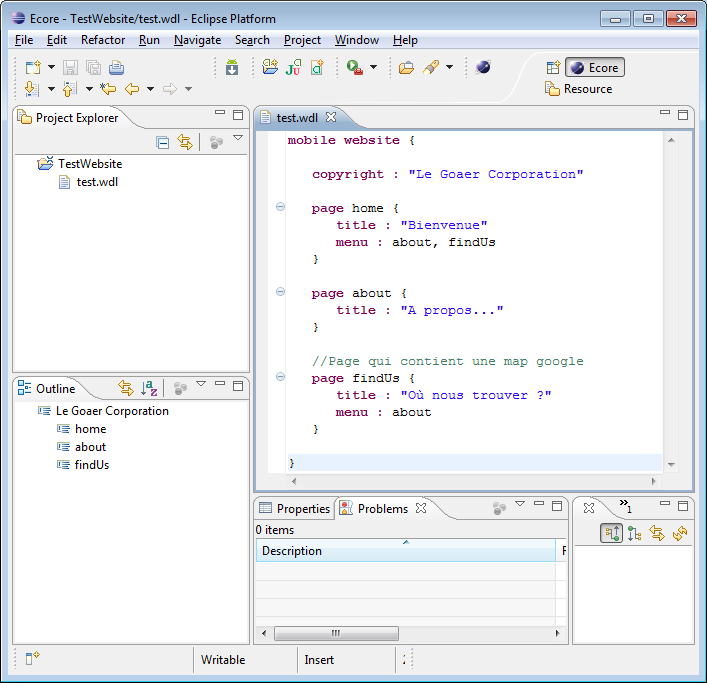 Ecore - TestWebsite/test.wdl - Eclipse Platform
File Edit Refactor Run Navigate Search Project Window Help
Ecore
Resource
Project Explorer
TestWebsite
test.wdl
Outline
Le Goaer Corporation
home
about
findUs
test.wdl
mobile website {
copyright : "Le Goaer Corporation"
page home {
title : "Bienvenue"
menu : about, findUs
}
page about {
title : "A propos..."
}
//Page qui contient une map google
page findUs {
title : "Où nous trouver ?"
menu : about
}
}
Properties Problems
0 items
Description
»1
Writable Insert